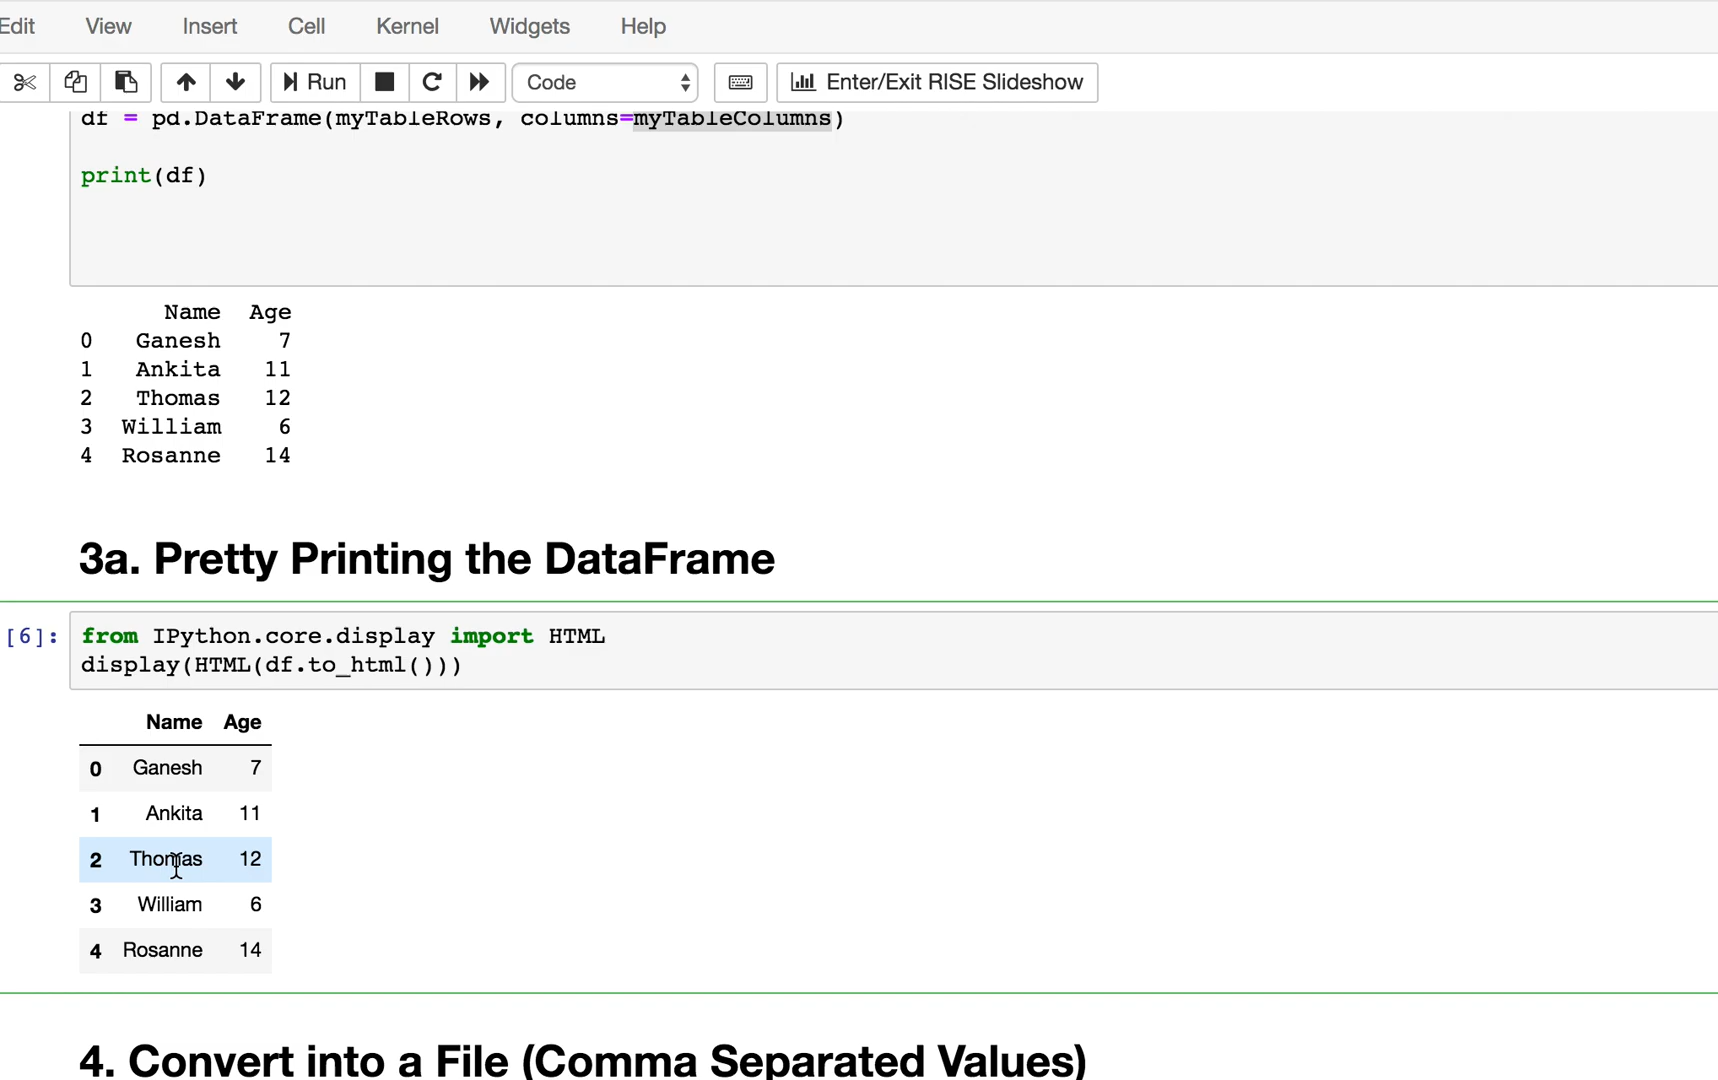 Edit View Insert Cell Kernel Widgets Help
Run Code Enter/Exit RISE Slideshow
df = pd.DataFrame(myTableRows, columns=myTableColumns)
print(df)
Name Age
0 Ganesh 7
1 Ankita 11
2 Thomas 12
3 William 6
4 Rosanne 14
3a. Pretty Printing the DataFrame
[6]: from IPython.core.display import HTML
display(HTML(df.to_html()))
Name Age
0 Ganesh 7
1 Ankita 11
2 Thomas 12
3 William 6
4 Rosanne 14
4. Convert into a File (Comma Separated Values)